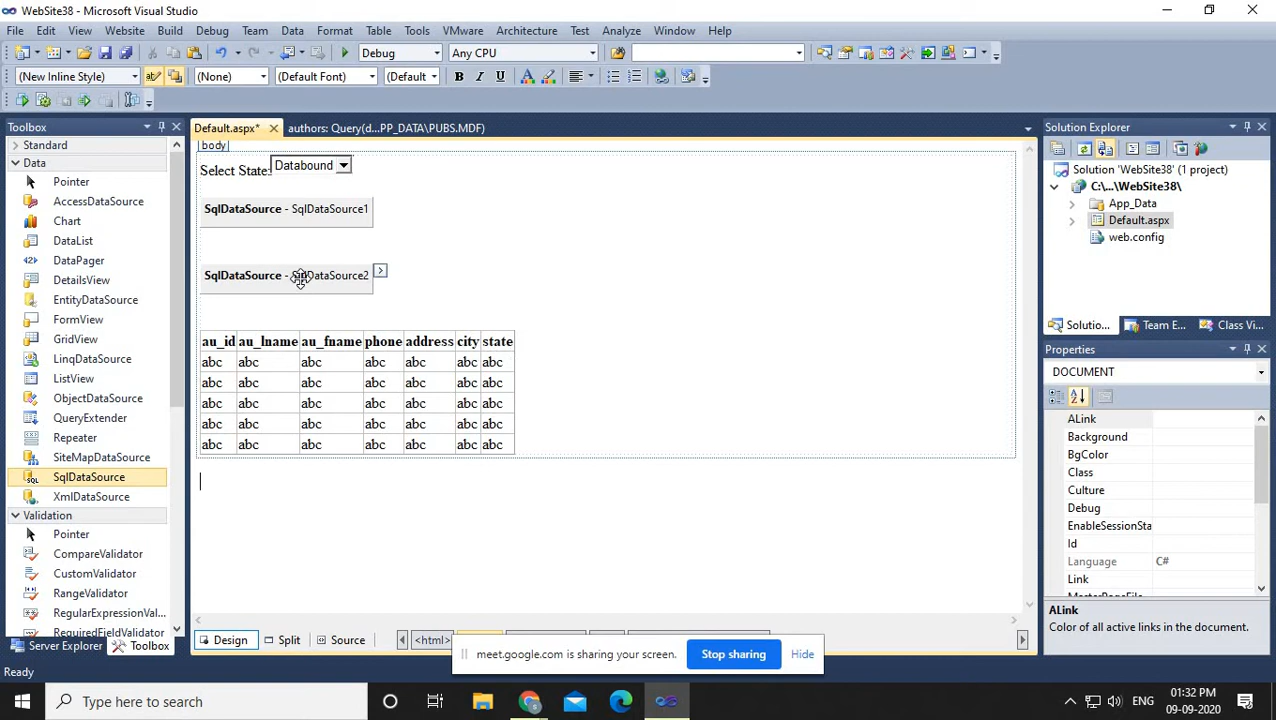 WebSite38 - Microsoft Visual Studio
File Edit View Website Build Debug Team Data Format Table Tools VMware Architecture Test Analyze Window Help
Debug Any CPU
(New Inline Style) (None) (Default Font) (Default B I U A
Toolbox
Standard
Data
Pointer
AccessDataSource
Chart
DataList
DataPager
DetailsView
EntityDataSource
FormView
GridView
LinqDataSource
ListView
ObjectDataSource
QueryExtender
Repeater
SiteMapDataSource
SqlDataSource
XmlDataSource
Validation
Pointer
CompareValidator
CustomValidator
RangeValidator
RegularExpressionVal...
RequiredFieldValidator
Server Explorer Toolbox
Default.aspx* authors: Query(d...PP_DATA\PUBS.MDF)
body
Select State: Databound
SqlDataSource - SqlDataSource1
SqlDataSource - SqlDataSource2
au_id au_lname au_fname phone address city state
abc abc abc abc abc abc abc
abc abc abc abc abc abc abc
abc abc abc abc abc abc abc
abc abc abc abc abc abc abc
abc abc abc abc abc abc abc
Design Split Source <html>
meet.google.com is sharing your screen. Stop sharing Hide
Solution Explorer
Solution 'WebSite38' (1 project)
C:\...\WebSite38\
App_Data
Default.aspx
web.config
Solutio... Team E... Class Vi...
Properties
DOCUMENT
ALink
Background
BgColor
Class
Culture
Debug
EnableSessionSta
Id
Language C#
Link
ALink
Color of all active links in the document.
Ready
Type here to search
ENG
01:32 PM
09-09-2020